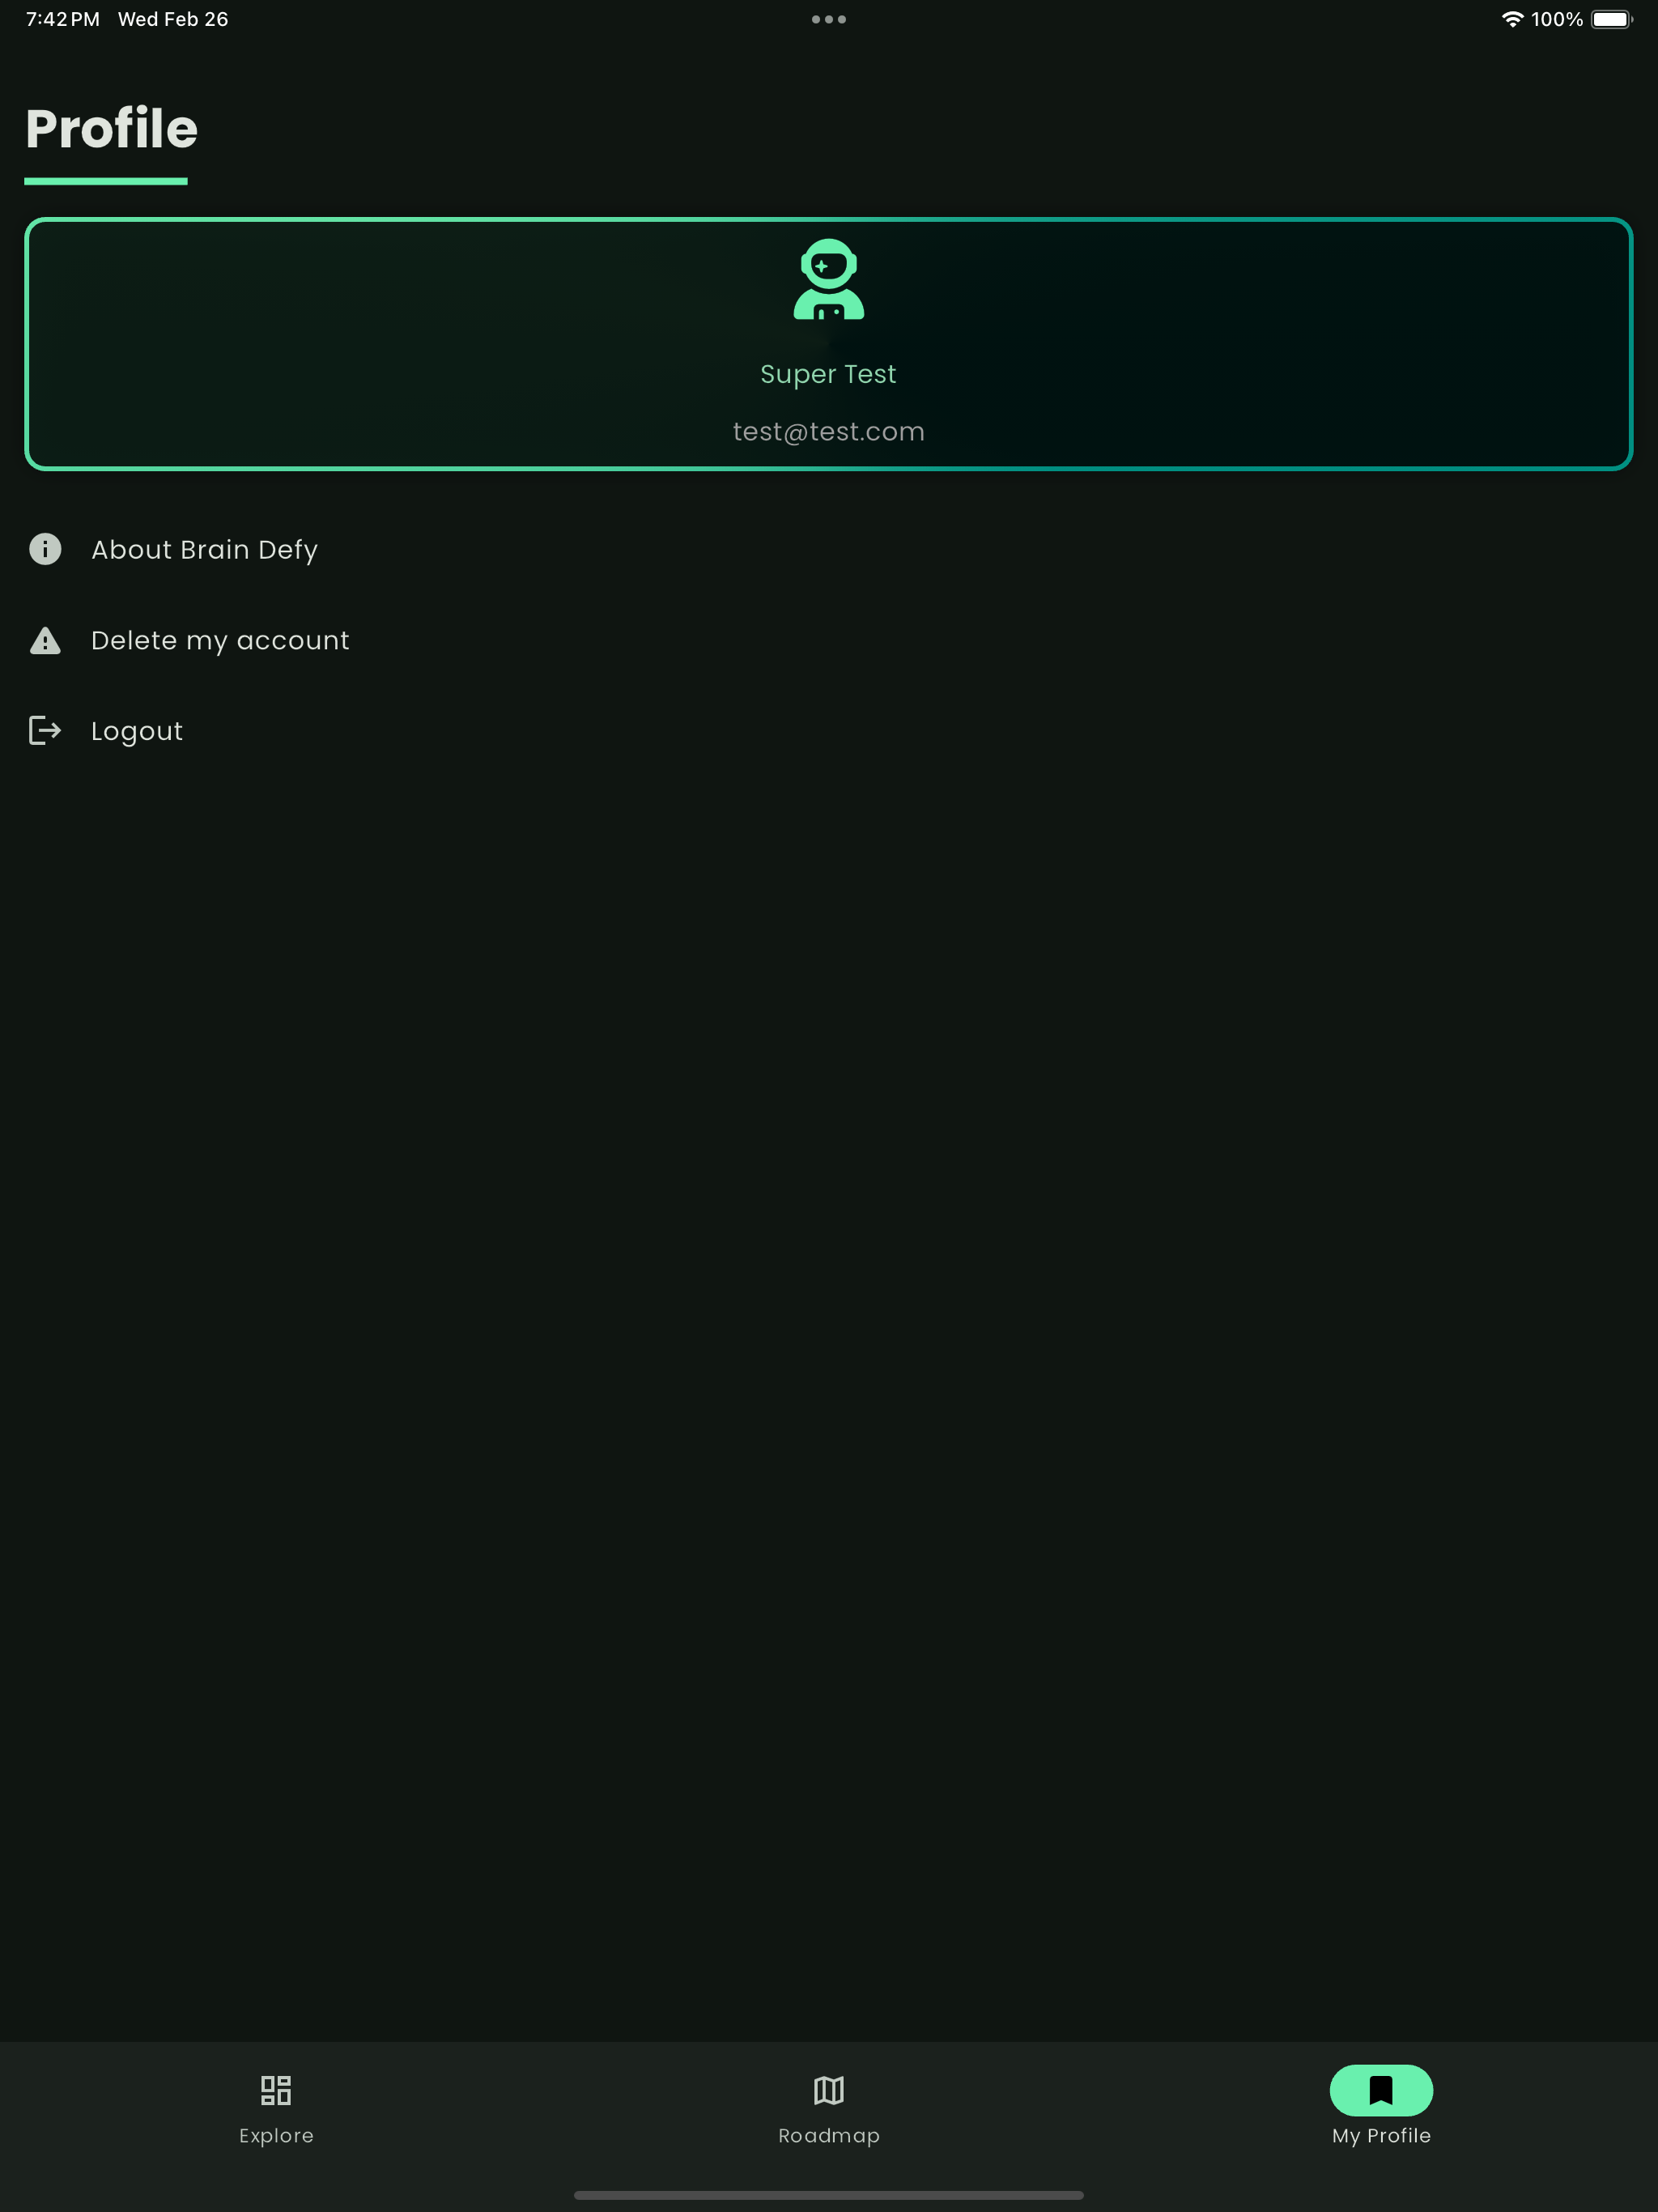 7:42 PM Wed Feb 26
100%
Profile
Super Test
test@test.com
About Brain Defy
Delete my account
Logout
Explore
Roadmap
My Profile